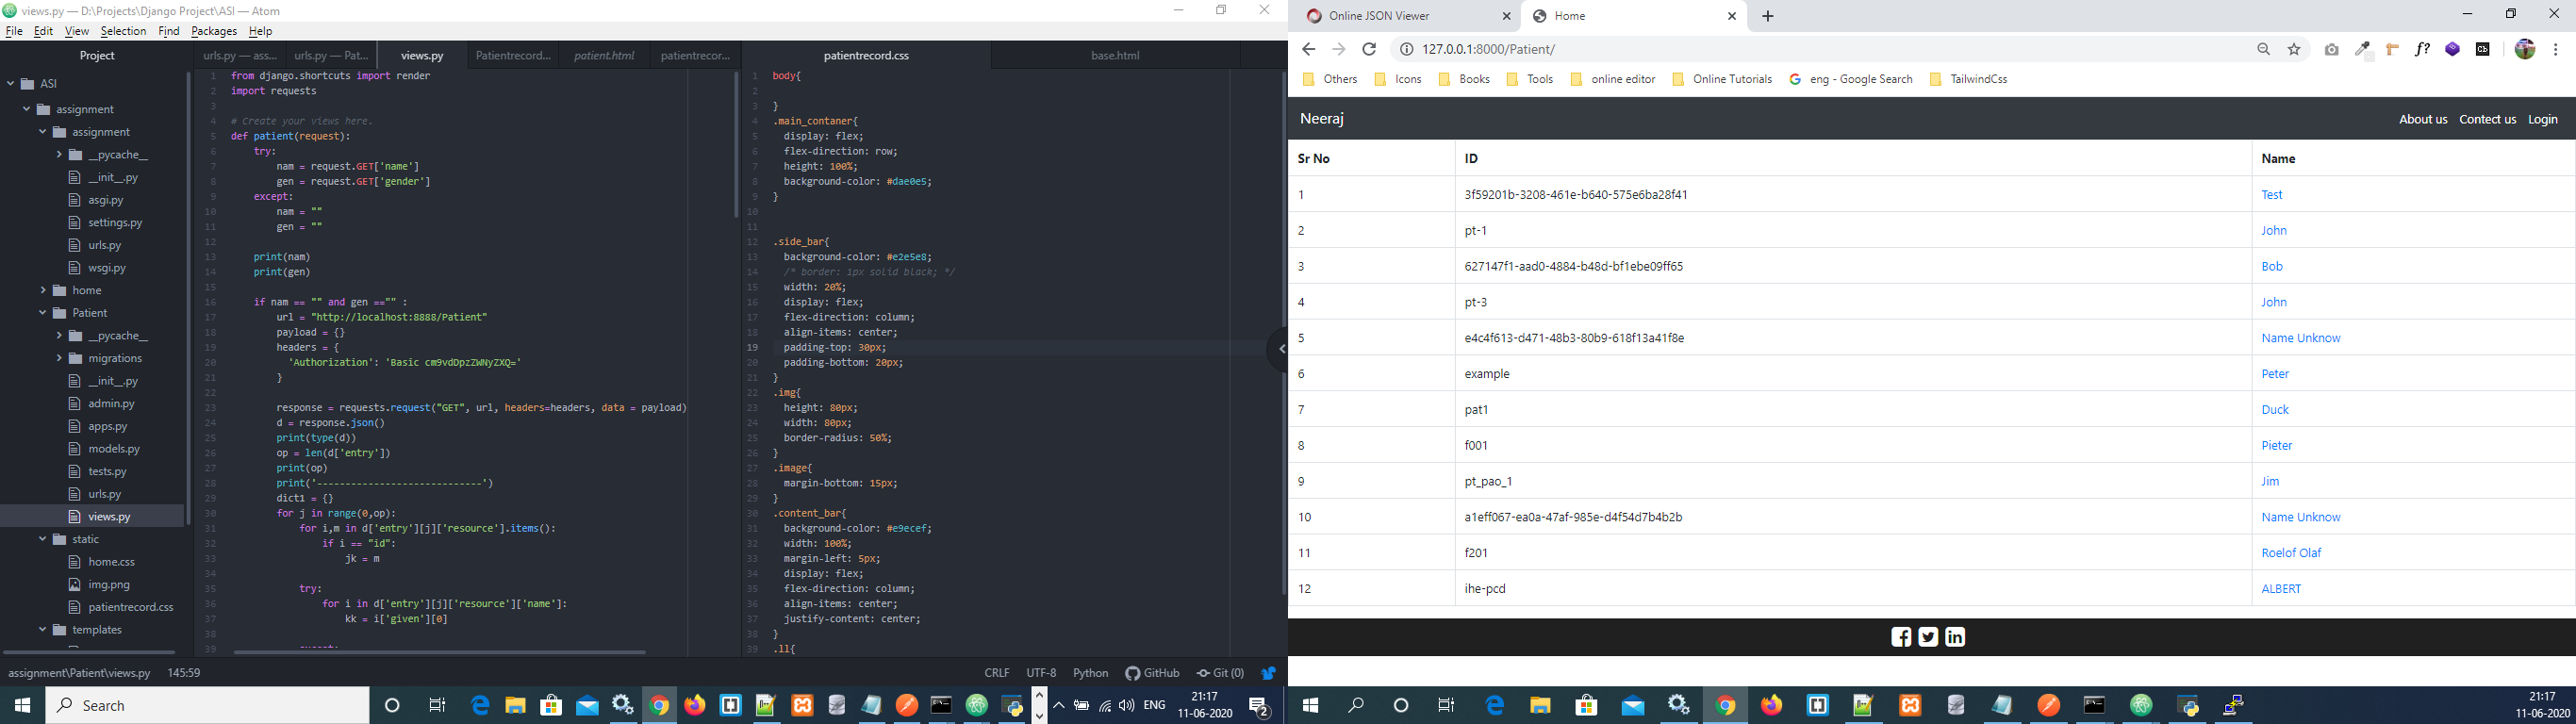 views.py — D:\Projects\Django Project\ASI — Atom
File Edit View Selection Find Packages Help
Project
urls.py — ass... urls.py — Pat... views.py Patientrecord... patient.html patientrecor... patientrecord.css base.html
ASI
assignment
assignment
__pycache__
__init__.py
asgi.py
settings.py
urls.py
wsgi.py
home
Patient
__pycache__
migrations
__init__.py
admin.py
apps.py
models.py
tests.py
urls.py
views.py
static
home.css
img.png
patientrecord.css
templates
1 from django.shortcuts import render
2 import requests
3
4 # Create your views here.
5 def patient(request):
6 try:
7 nam = request.GET['name']
8 gen = request.GET['gender']
9 except:
10 nam = ""
11 gen = ""
12
13 print(nam)
14 print(gen)
15
16 if nam == "" and gen =="" :
17 url = "http://localhost:8888/Patient"
18 payload = {}
19 headers = {
20 'Authorization': 'Basic cm9vdDpzZWNyZXQ='
21 }
22
23 response = requests.request("GET", url, headers=headers, data = payload)
24 d = response.json()
25 print(type(d))
26 op = len(d['entry'])
27 print(op)
28 print('-----------------------------')
29 dict1 = {}
30 for j in range(0,op):
31 for i,m in d['entry'][j]['resource'].items():
32 if i == "id":
33 jk = m
34
35 try:
36 for i in d['entry'][j]['resource']['name']:
37 kk = i['given'][0]
38
39
1 body{
2
3 }
4 .main_contaner{
5 display: flex;
6 flex-direction: row;
7 height: 100%;
8 background-color: #dae0e5;
9 }
10
11
12 .side_bar{
13 background-color: #e2e5e8;
14 /* border: 1px solid black; */
15 width: 20%;
16 display: flex;
17 flex-direction: column;
18 align-items: center;
19 padding-top: 30px;
20 padding-bottom: 20px;
21 }
22 .img{
23 height: 80px;
24 width: 80px;
25 border-radius: 50%;
26 }
27 .image{
28 margin-bottom: 15px;
29 }
30 .content_bar{
31 background-color: #e9ecef;
32 width: 100%;
33 margin-left: 5px;
34 display: flex;
35 flex-direction: column;
36 align-items: center;
37 justify-content: center;
38 }
39 .ll{
assignment\Patient\views.py 145:59 CRLF UTF-8 Python GitHub Git (0)
Search
ENG 21:17
11-06-2020 2
Online JSON Viewer Home
127.0.0.1:8000/Patient/ f? Cb
Others Icons Books Tools online editor Online Tutorials eng - Google Search TailwindCss
Neeraj About us Contect us Login
Sr No ID Name
1 3f59201b-3208-461e-b640-575e6ba28f41 Test
2 pt-1 John
3 627147f1-aad0-4884-b48d-bf1ebe09ff65 Bob
4 pt-3 John
5 e4c4f613-d471-48b3-80b9-618f13a41f8e Name Unknow
6 example Peter
7 pat1 Duck
8 f001 Pieter
9 pt_pao_1 Jim
10 a1eff067-ea0a-47af-985e-d4f54d7b4b2b Name Unknow
11 f201 Roelof Olaf
12 ihe-pcd ALBERT
21:17
11-06-2020